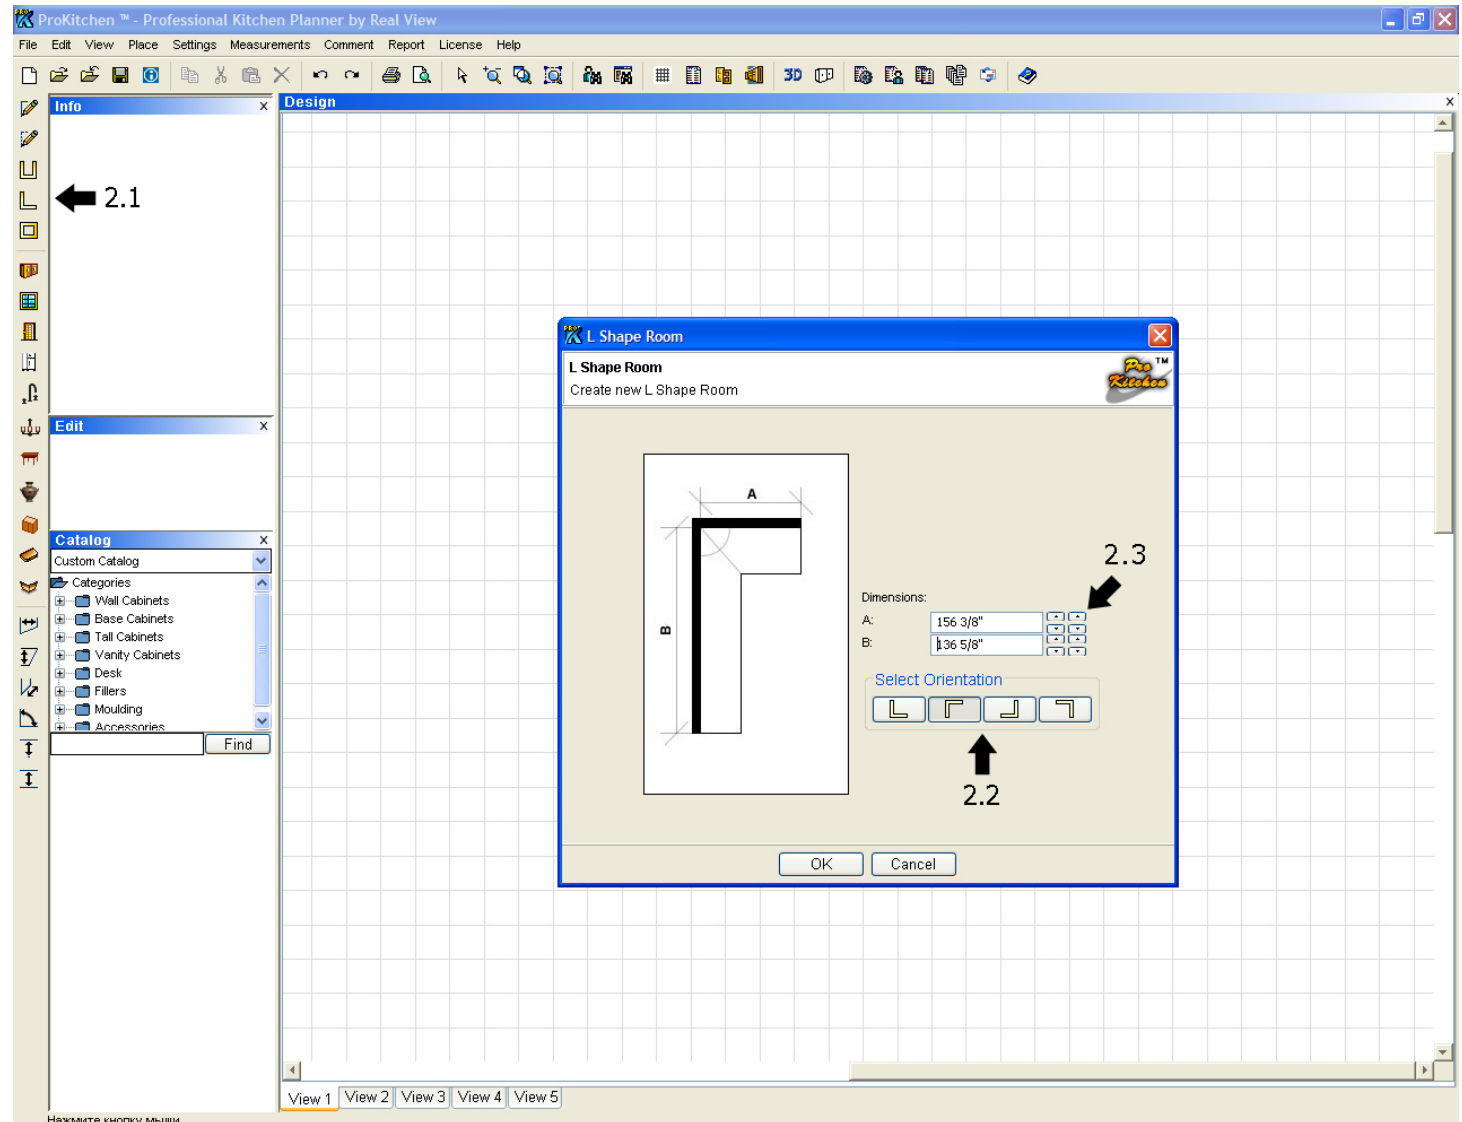 ProKitchen ™ - Professional Kitchen Planner by Real View
File Edit View Place Settings Measurements Comment Report License Help
3D
Info x
2.1
Edit x
Catalog x
Custom Catalog
Categories
Wall Cabinets
Base Cabinets
Tall Cabinets
Vanity Cabinets
Desk
Fillers
Moulding
Accessories
Find
Design x
L Shape Room
L Shape Room
Create new L Shape Room
Pro Kitchen ™
A
B
2.3
Dimensions:
A: 156 3/8"
B: 136 5/8"
Select Orientation
2.2
OK Cancel
View 1 View 2 View 3 View 4 View 5
Нажмите кнопку мыши